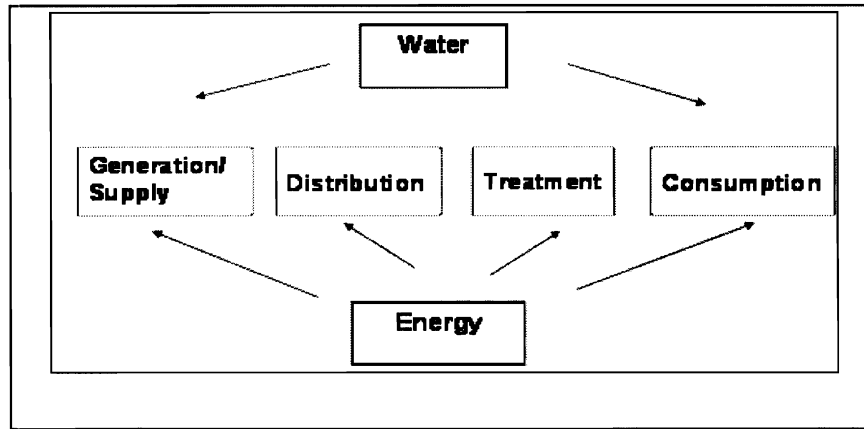 Water
Generation/
Supply
Distribution
Treatment
Consumption
Energy